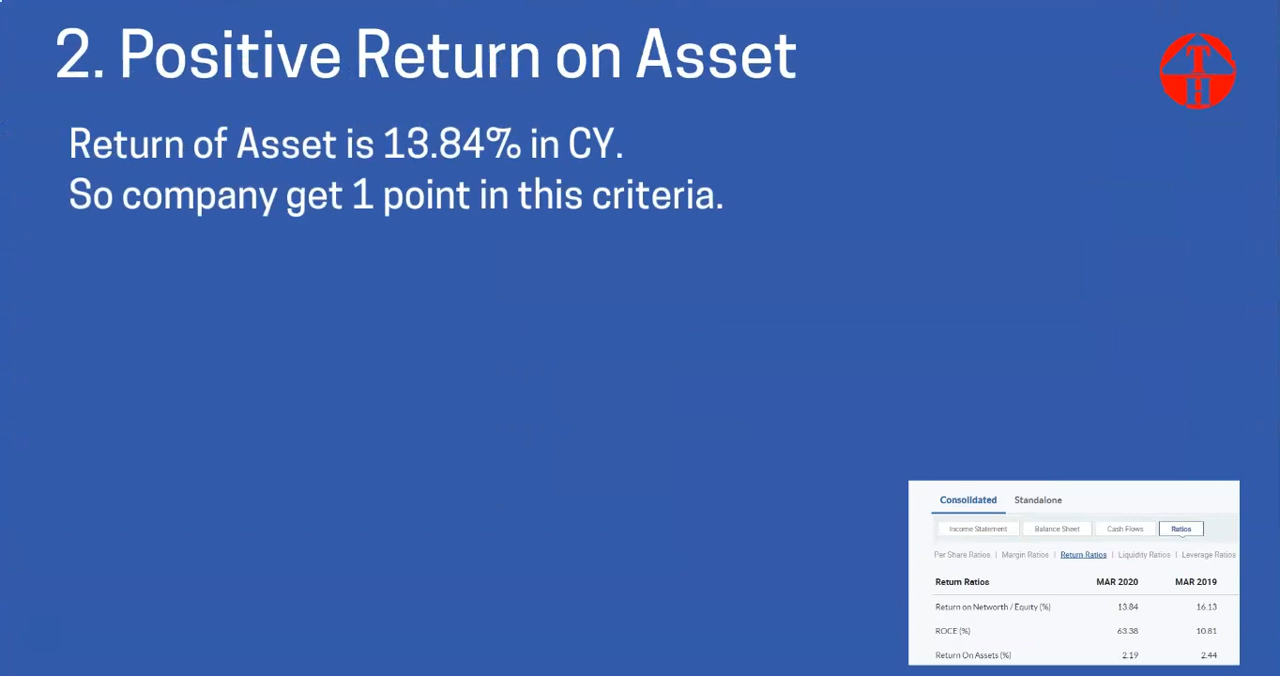 2. Positive Return on Asset
T
H
Return of Asset is 13.84% in CY.
So company get 1 point in this criteria.
Consolidated Standalone
Income Statement Balance Sheet Cash Flows Ratios
Per Share Ratios | Margin Ratios | Return Ratios | Liquidity Ratios | Leverage Ratios
Return Ratios MAR 2020 MAR 2019
Return on Networth / Equity (%) 13.84 16.13
ROCE (%) 63.38 10.81
Return On Assets (%) 2.19 2.44